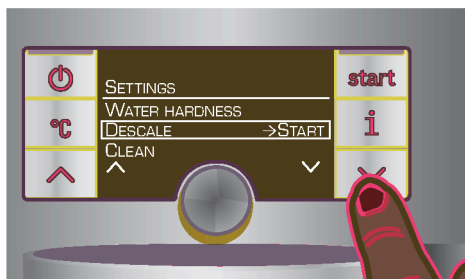 start
°C
i
SETTINGS
WATER HARDNESS
DESCALE →START
CLEAN